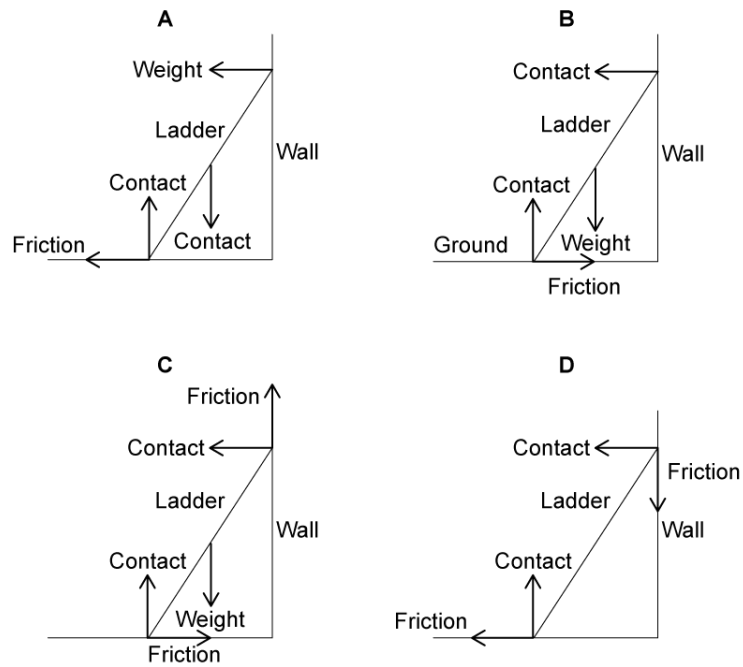 A
Weight
Ladder
Wall
Contact
Friction
Contact
B
Contact
Ladder
Wall
Contact
Ground
Weight
Friction
C
Friction
Contact
Ladder
Wall
Contact
Weight
Friction
D
Contact
Friction
Ladder
Wall
Contact
Friction